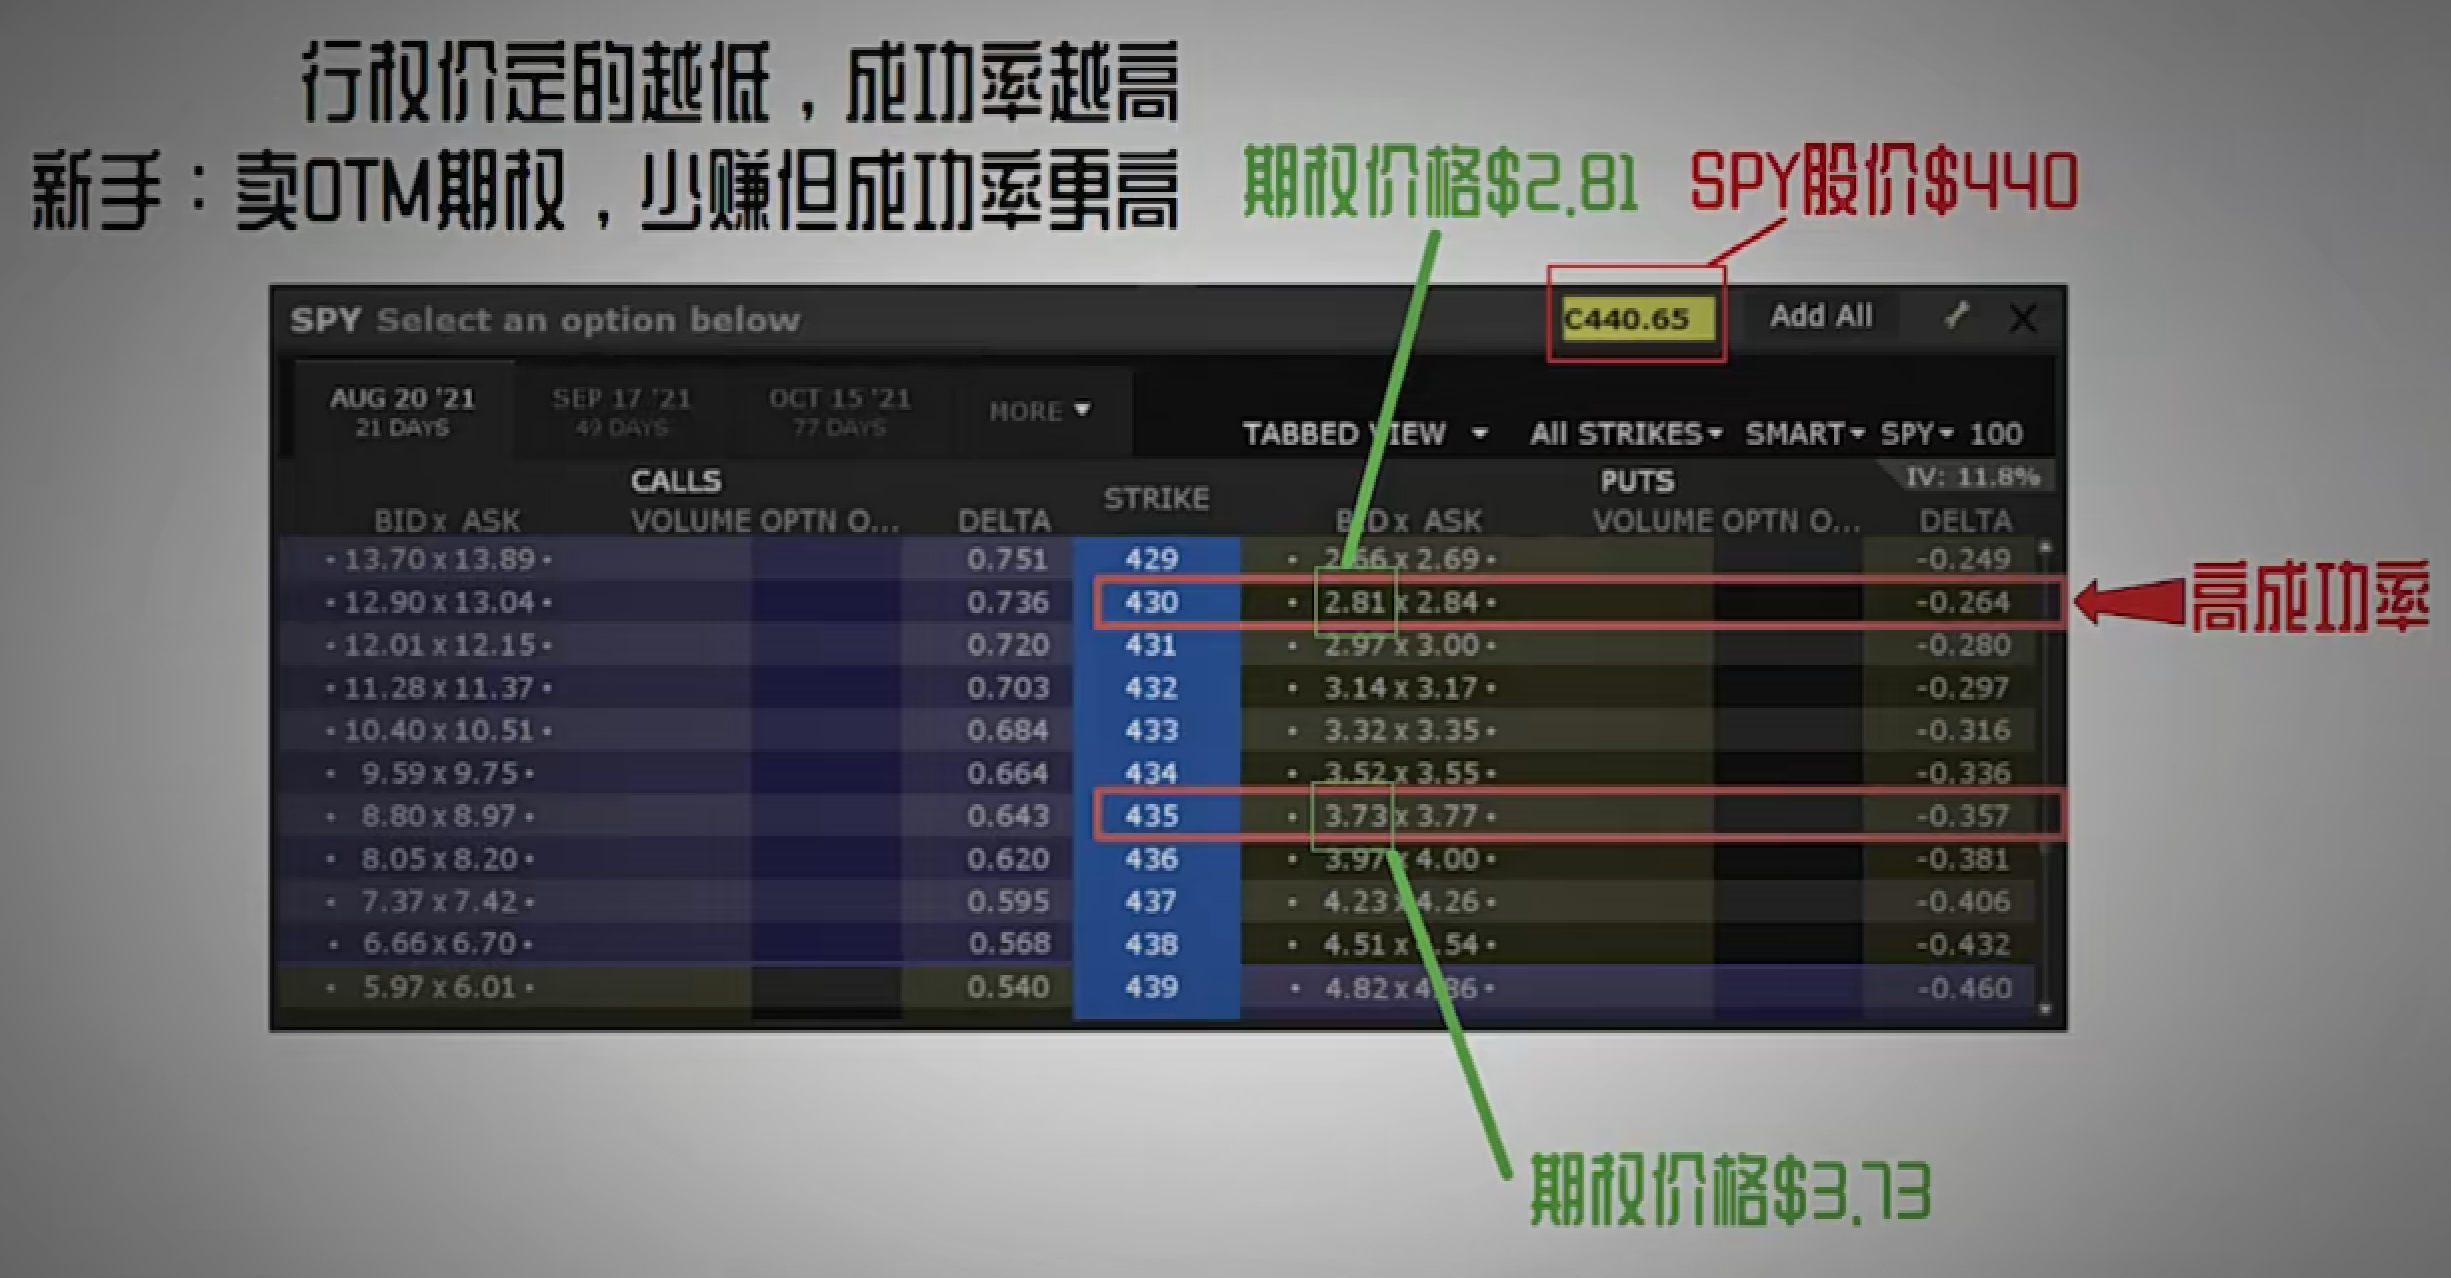 行权价定的越低，成功率越高
新手：卖OTM期权，少赚但成功率更高
期权价格$2.81 SPY股价$440
SPY Select an option below C440.65 Add All
AUG 20 '21 SEP 17 '21 OCT 15 '21 MORE
21 DAYS 49 DAYS 77 DAYS
TABBED VIEW All STRIKES SMART SPY 100
CALLS STRIKE PUTS IV: 11.8%
BID x ASK VOLUME OPTN O... DELTA BID x ASK VOLUME OPTN O... DELTA
13.70 x 13.89 0.751 429 2.66 x 2.69 -0.249
12.90 x 13.04 0.736 430 2.81 x 2.84 -0.264 高成功率
12.01 x 12.15 0.720 431 2.97 x 3.00 -0.280
11.28 x 11.37 0.703 432 3.14 x 3.17 -0.297
10.40 x 10.51 0.684 433 3.32 x 3.35 -0.316
9.59 x 9.75 0.664 434 3.52 x 3.55 -0.336
8.80 x 8.97 0.643 435 3.73 x 3.77 -0.357
8.05 x 8.20 0.620 436 3.97 x 4.00 -0.381
7.37 x 7.42 0.595 437 4.23 x 4.26 -0.406
6.66 x 6.70 0.568 438 4.51 x 4.54 -0.432
5.97 x 6.01 0.540 439 4.82 x 4.86 -0.460
期权价格$3.73